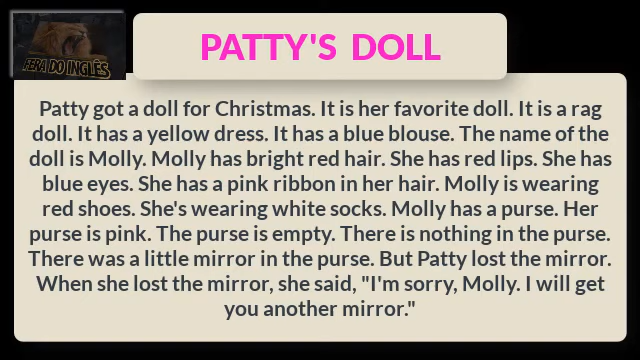 FERA DO INGLÊS
PATTY'S DOLL
Patty got a doll for Christmas. It is her favorite doll. It is a rag
doll. It has a yellow dress. It has a blue blouse. The name of the
doll is Molly. Molly has bright red hair. She has red lips. She has
blue eyes. She has a pink ribbon in her hair. Molly is wearing
red shoes. She's wearing white socks. Molly has a purse. Her
purse is pink. The purse is empty. There is nothing in the purse.
There was a little mirror in the purse. But Patty lost the mirror.
When she lost the mirror, she said, "I'm sorry, Molly. I will get
you another mirror."